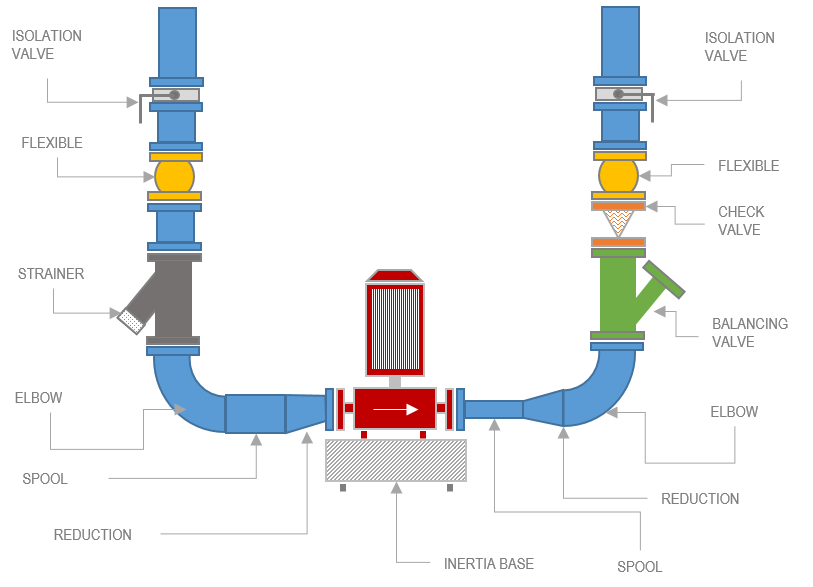 ISOLATION
VALVE
FLEXIBLE
STRAINER
ELBOW
SPOOL
REDUCTION
INERTIA BASE
ISOLATION
VALVE
FLEXIBLE
CHECK
VALVE
BALANCING
VALVE
ELBOW
REDUCTION
SPOOL